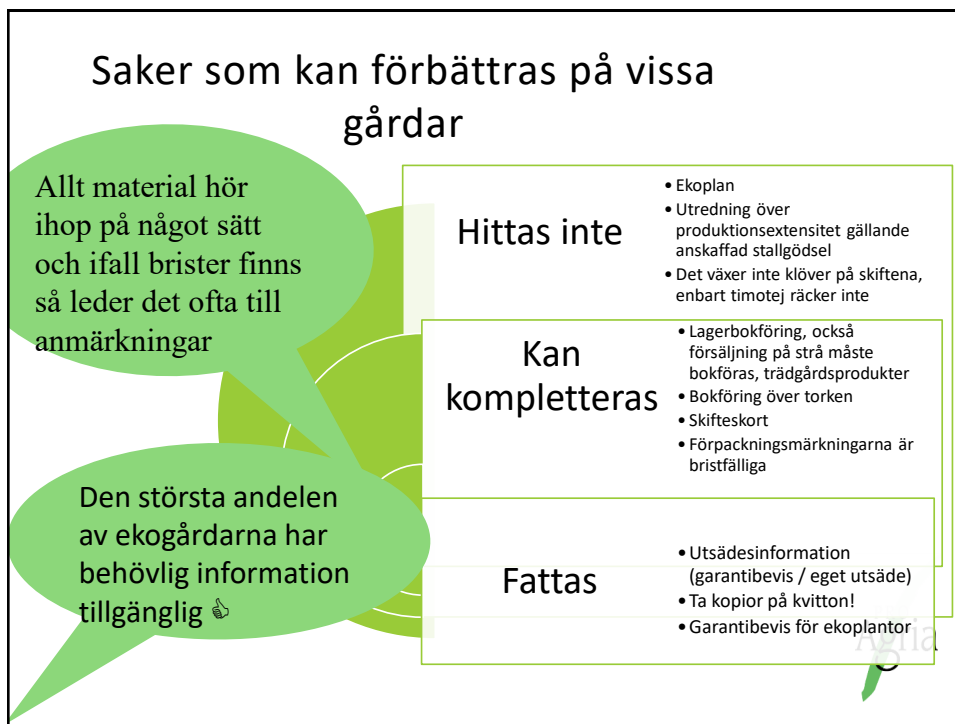 Saker som kan förbättras på vissa
gårdar
Allt material hör
ihop på något sätt
och ifall brister finns
så leder det ofta till
anmärkningar
Hittas inte
• Ekoplan
• Utredning över
produktionsextensitet gällande
anskaffad stallgödsel
• Det växer inte klöver på skiftena,
enbart timotej räcker inte
Kan
kompletteras
• Lagerbokföring, också
försäljning på strå måste
bokföras, trädgårdsprodukter
• Bokföring över torken
• Skifteskort
• Förpackningsmärkningarna är
bristfälliga
Den största andelen
av ekogårdarna har
behövlig information
tillgänglig 👍
Fattas
• Utsädesinformation
(garantibevis / eget utsäde)
• Ta kopior på kvitton!
• Garantibevis för ekoplantor